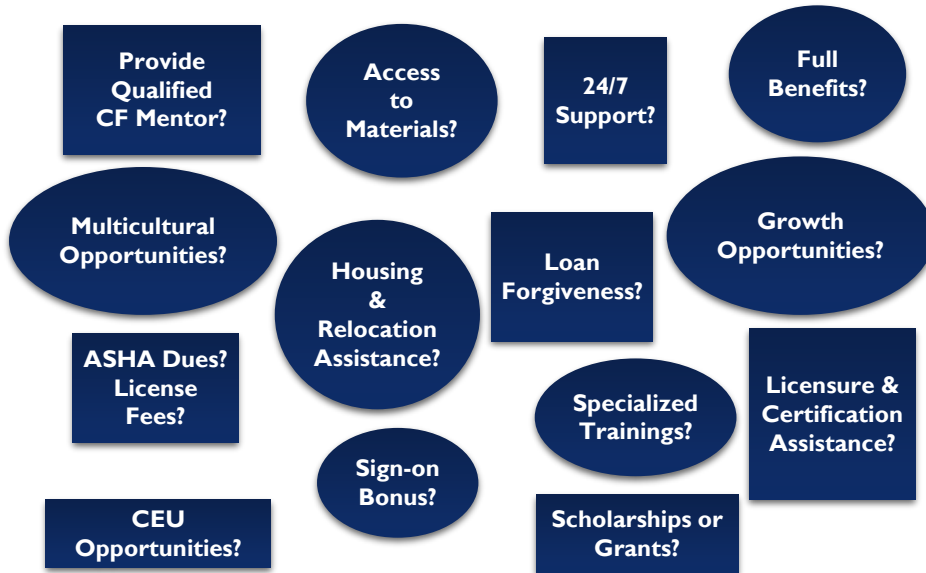 Provide
Qualified
CF Mentor?
Access
to
Materials?
24/7
Support?
Full
Benefits?
Multicultural
Opportunities?
Housing
&
Relocation
Assistance?
Loan
Forgiveness?
Growth
Opportunities?
ASHA Dues?
License
Fees?
Specialized
Trainings?
Licensure &
Certification
Assistance?
Sign-on
Bonus?
CEU
Opportunities?
Scholarships or
Grants?